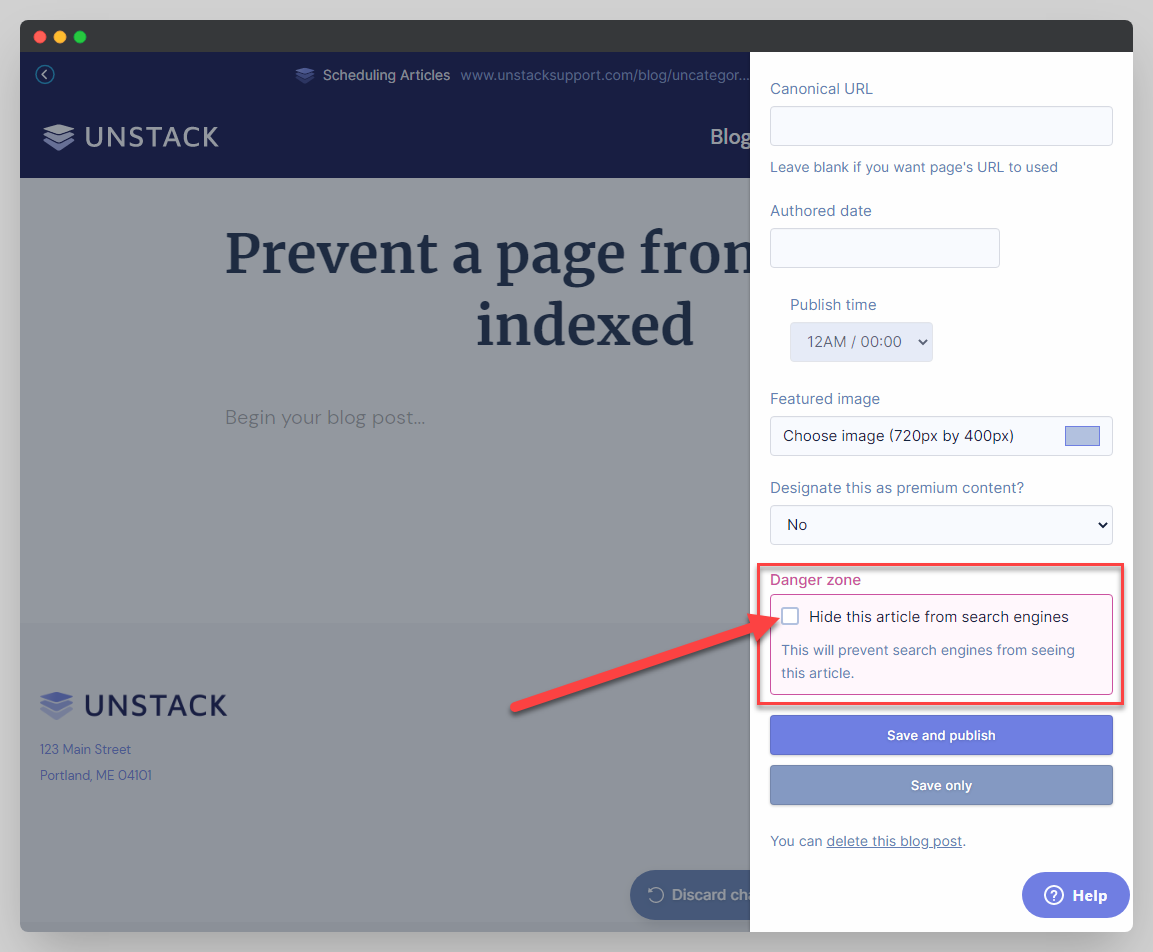 Scheduling Articles www.unstacksupport.com/blog/uncategor...
UNSTACK
Blog
Prevent a page from
indexed
Begin your blog post...
UNSTACK
123 Main Street
Portland, ME 04101
Discard cha
Canonical URL
Leave blank if you want page's URL to used
Authored date
Publish time
12AM / 00:00
Featured image
Choose image (720px by 400px)
Designate this as premium content?
No
Danger zone
Hide this article from search engines
This will prevent search engines from seeing
this article.
Save and publish
Save only
You can delete this blog post.
Help